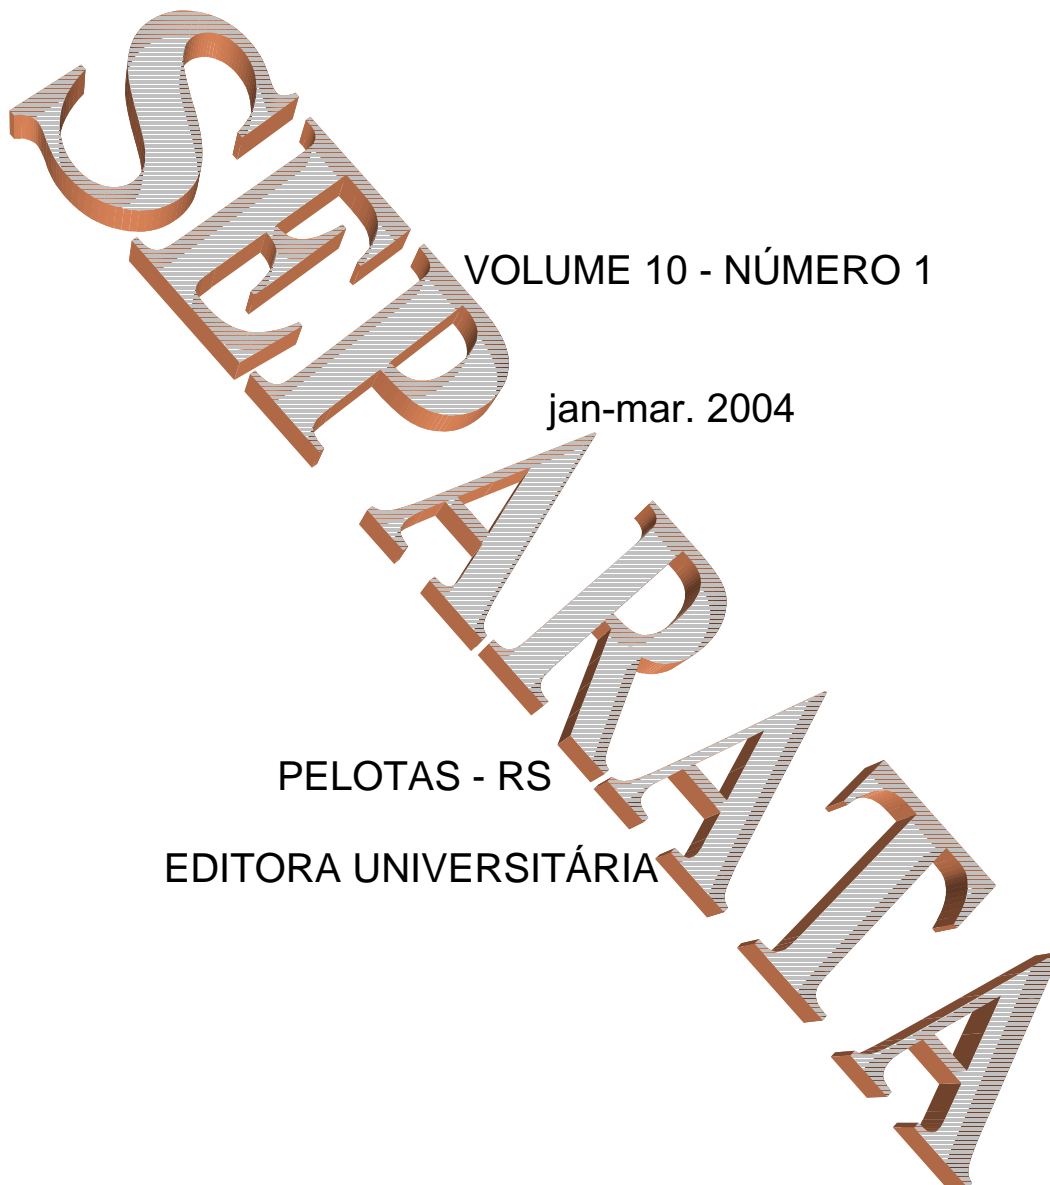 SEPARATA
VOLUME 10 - NÚMERO 1
jan-mar. 2004
PELOTAS - RS
EDITORA UNIVERSITÁRIA